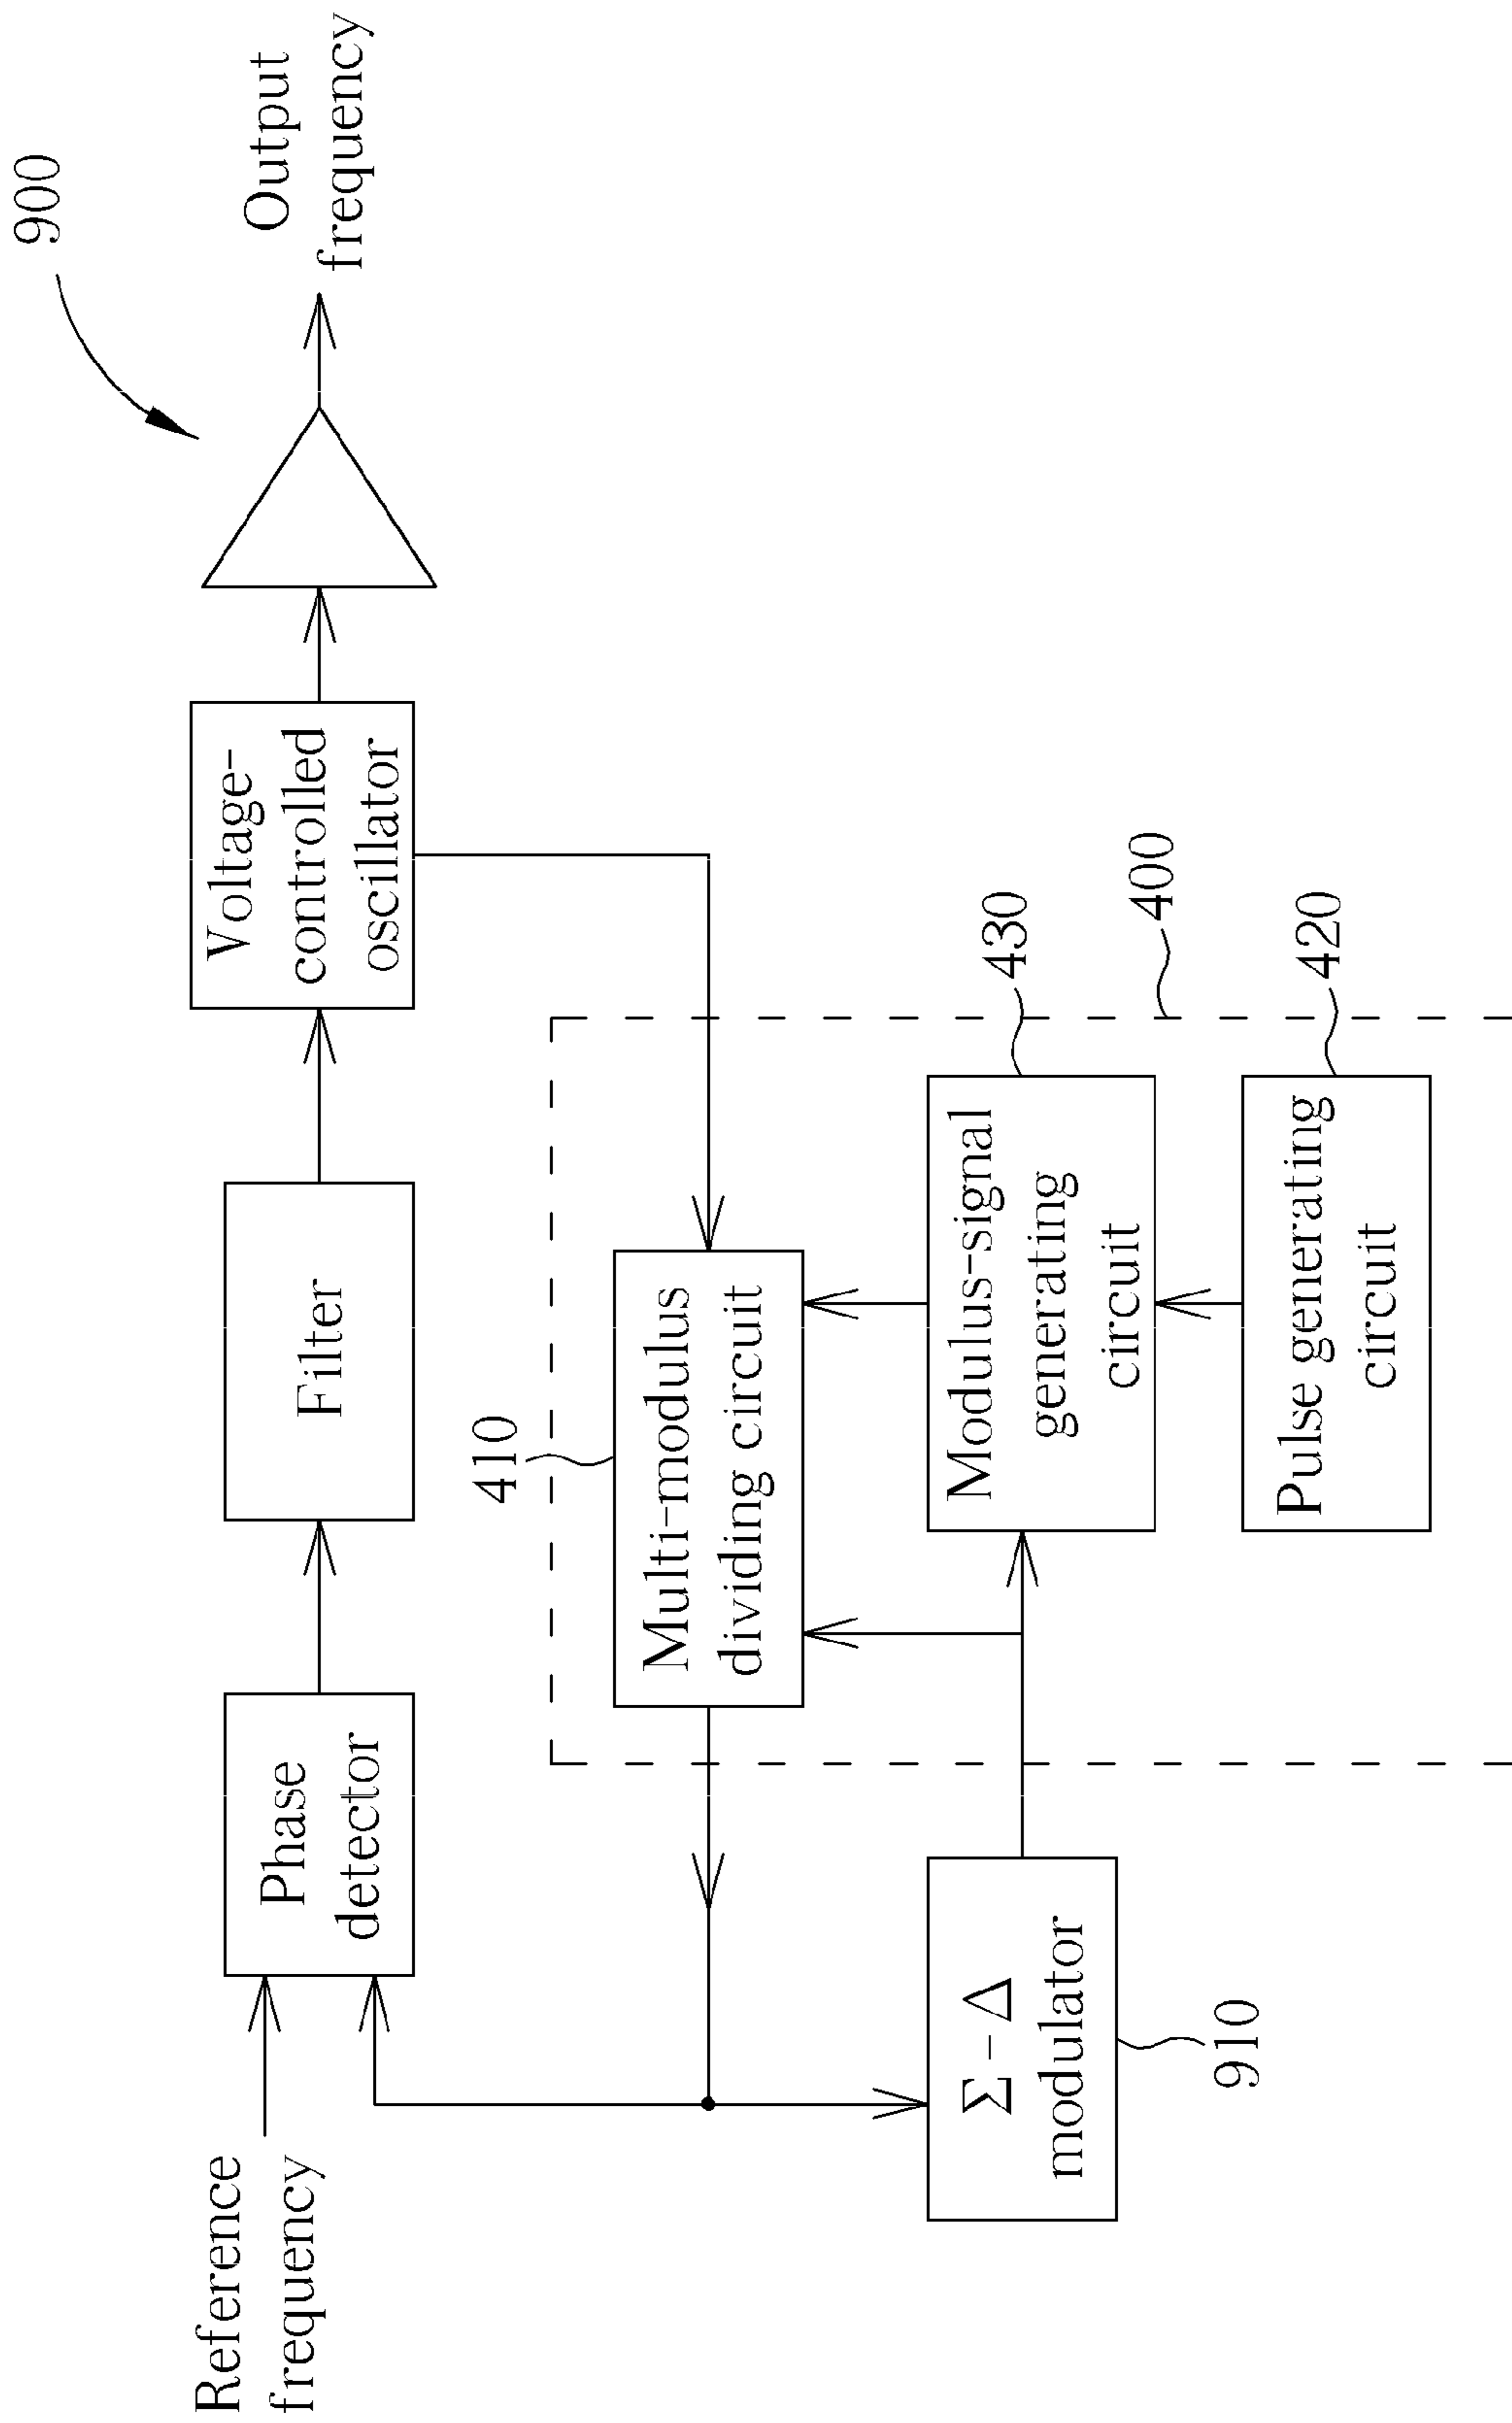 900
Reference
frequency
Phase
detector
Filter
Voltage-
controlled
oscillator
Output
frequency
410
Multi-modulus
dividing circuit
Σ-Δ
modulator
910
Modulus-signal
generating
circuit
430
400
Pulse generating
circuit
420